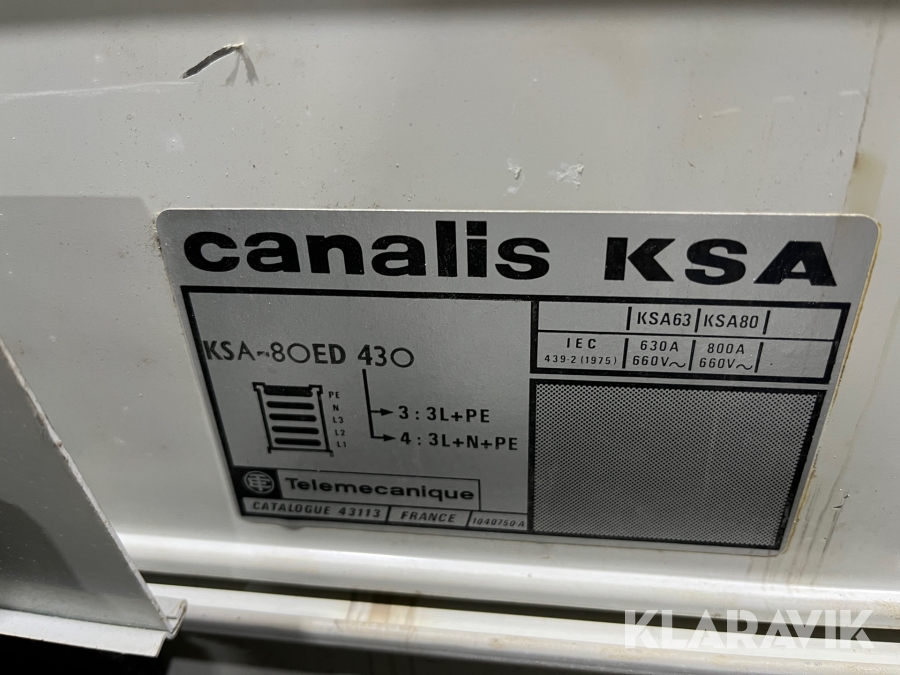 canalis KSA
KSA-80ED 430
3 : 3L+PE
4 : 3L+N+PE
PE
N
L3
L2
L1
KSA63 KSA80
IEC 439-2 (1975) 630A 660V~ 800A 660V~
TE Telemecanique
CATALOGUE 43113 FRANCE 1040750-A
KLARAVIK